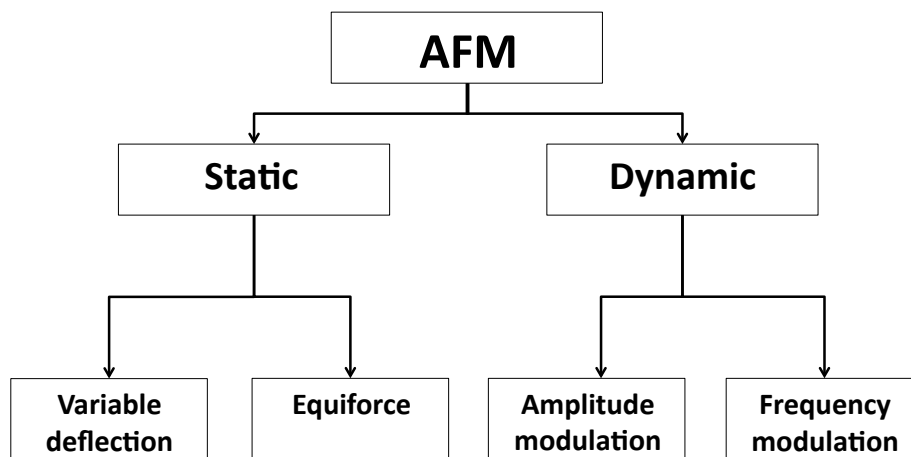 AFM
Static
Dynamic
Variable
deflection
Equiforce
Amplitude
modulation
Frequency
modulation